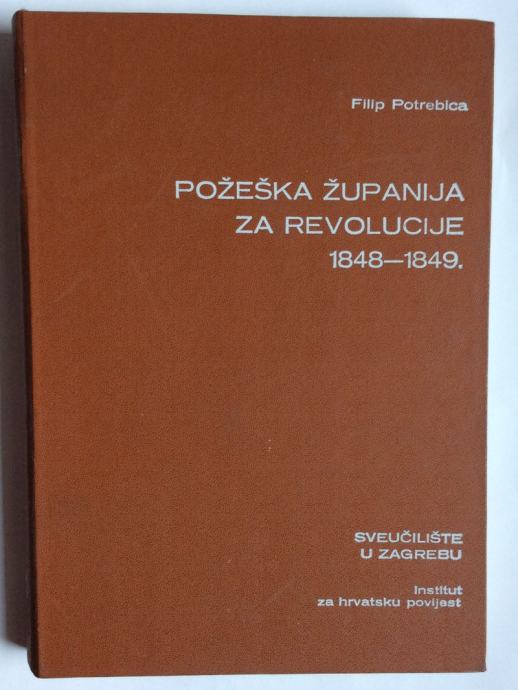 Filip Potrebica
POŽEŠKA ŽUPANIJA
ZA REVOLUCIJE
1848—1849.
SVEUČILIŠTE
U ZAGREBU
Institut
za hrvatsku povijest